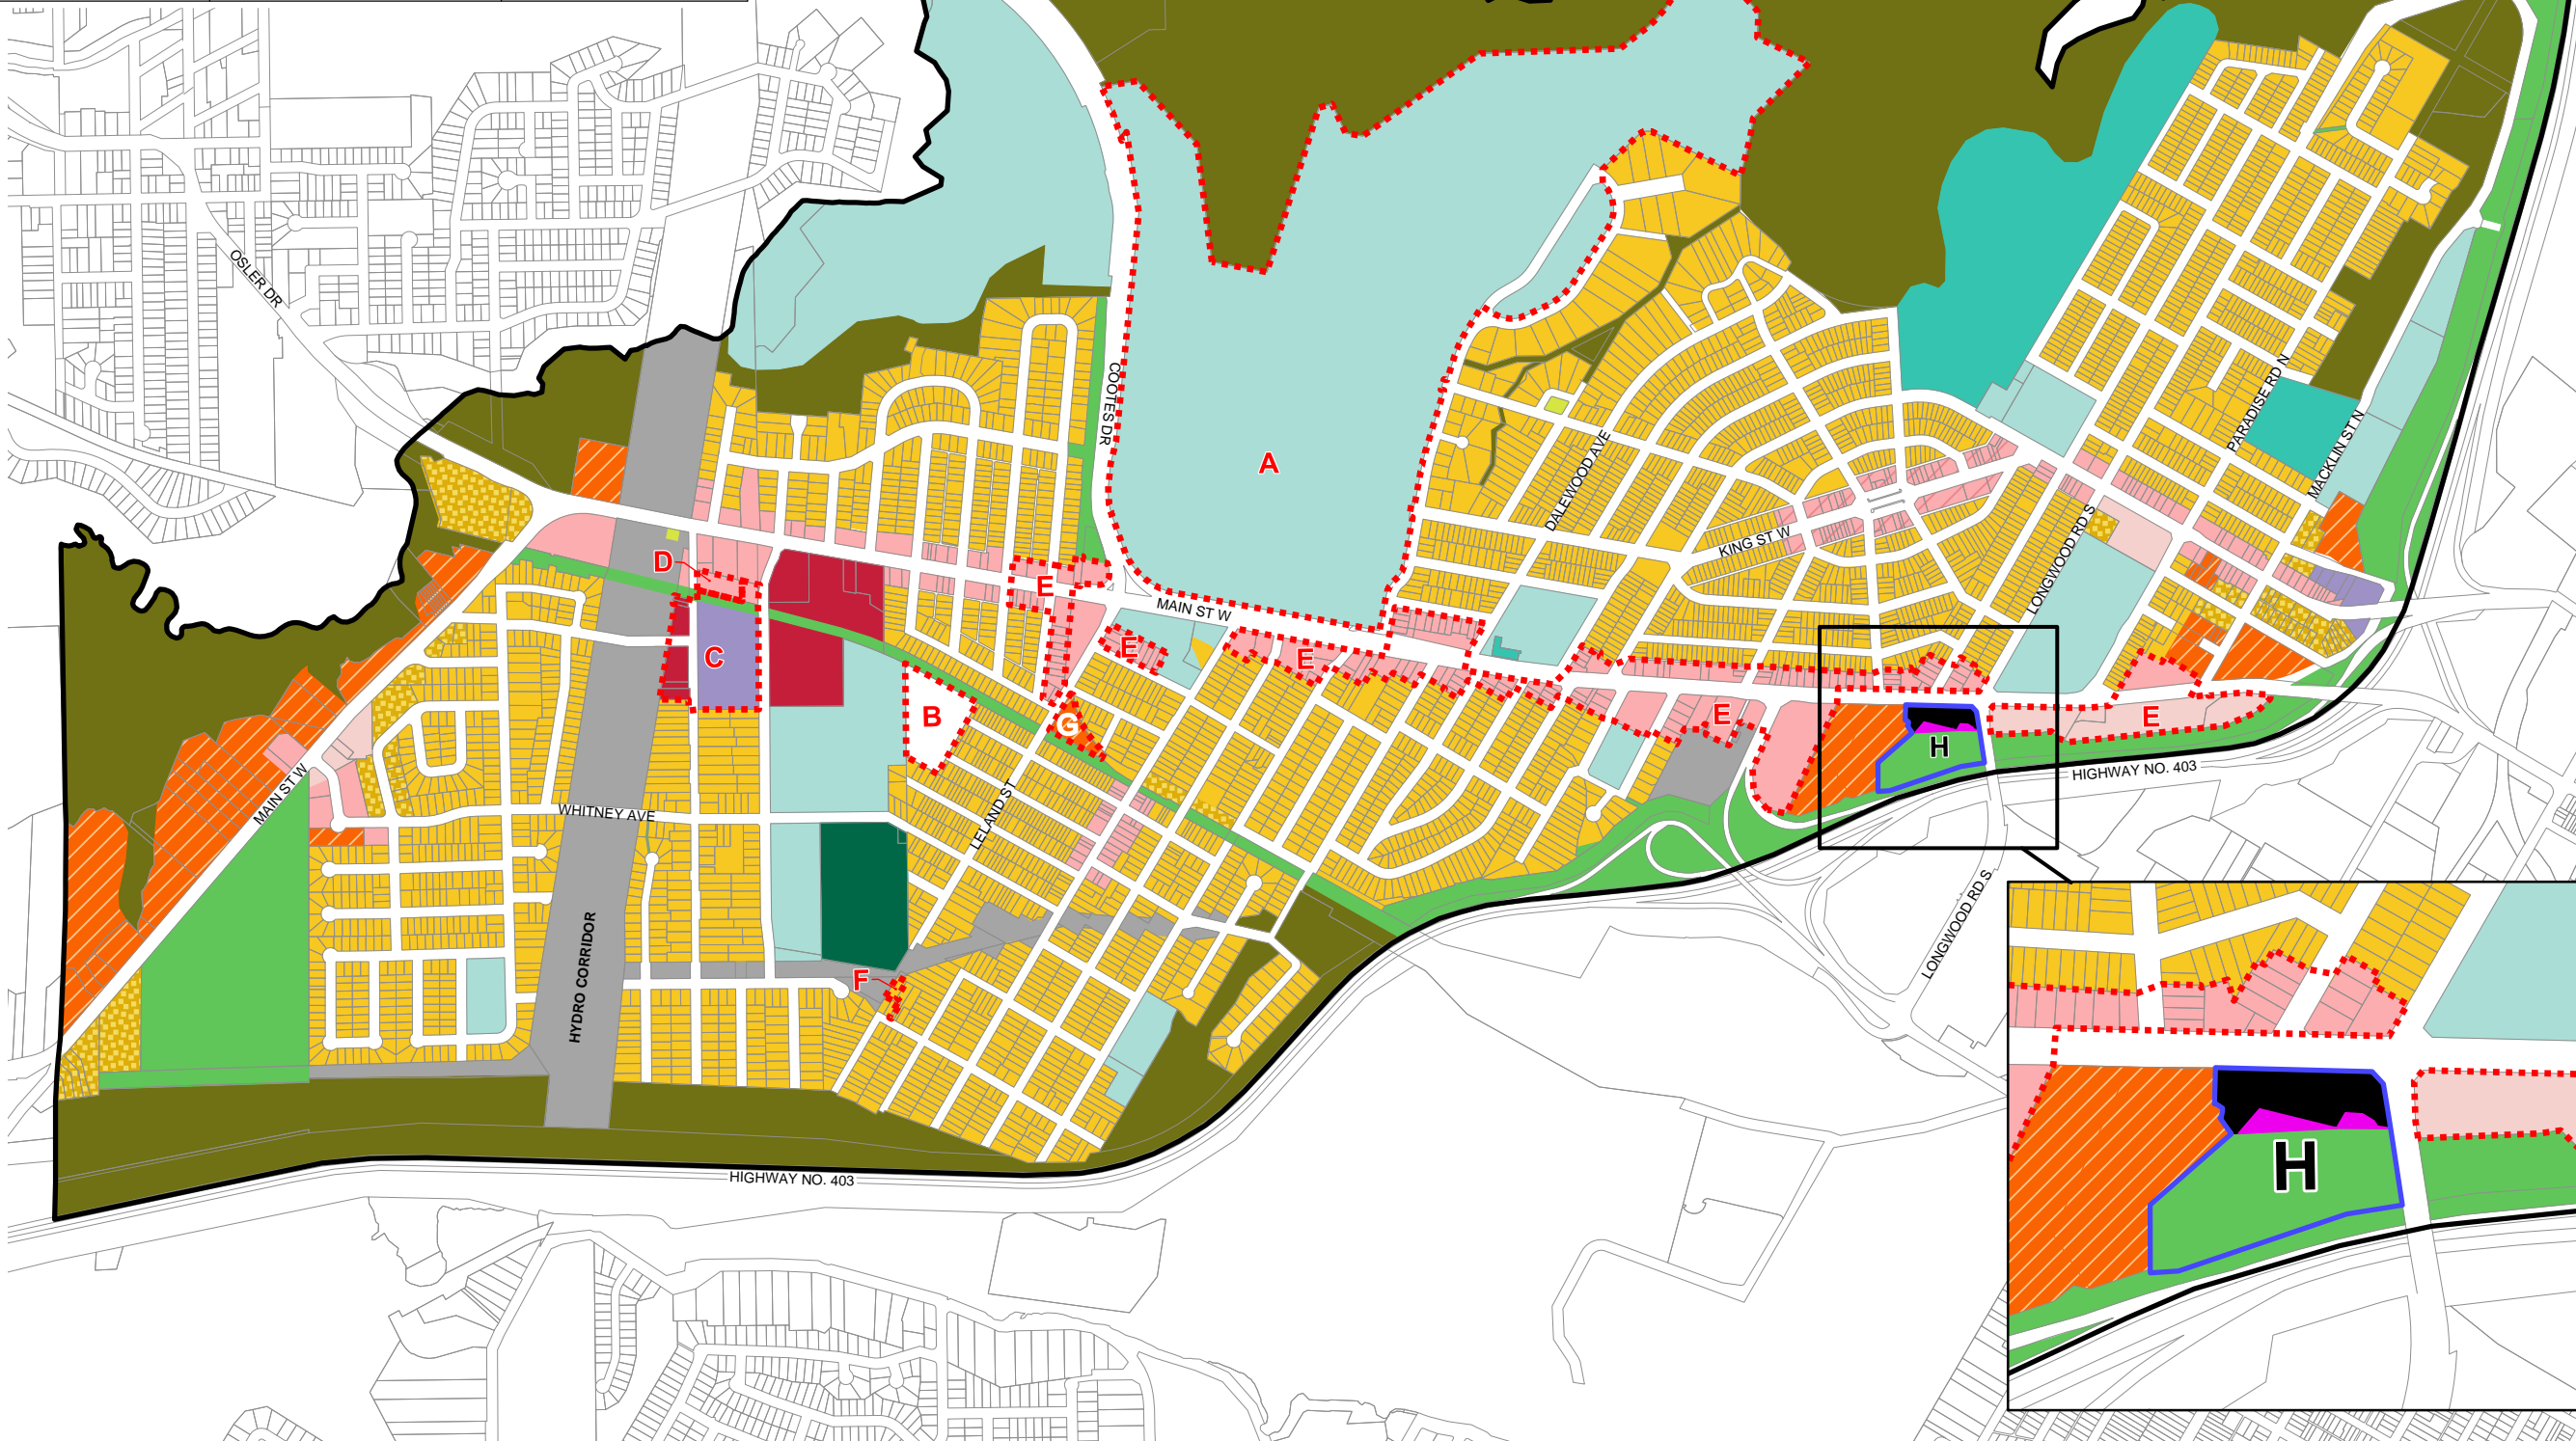 OSLER DR
COOTES DR
A
DALEWOOD AVE
KING ST W
LONGWOOD RD S
PARADISE RD N
MACKLIN ST N
D
E
MAIN ST W
E
E
C
B
G
E
E
H
HIGHWAY NO. 403
MAIN ST W
WHITNEY AVE
LELAND ST
HYDRO CORRIDOR
F
LONGWOOD RD S
H
HIGHWAY NO. 403